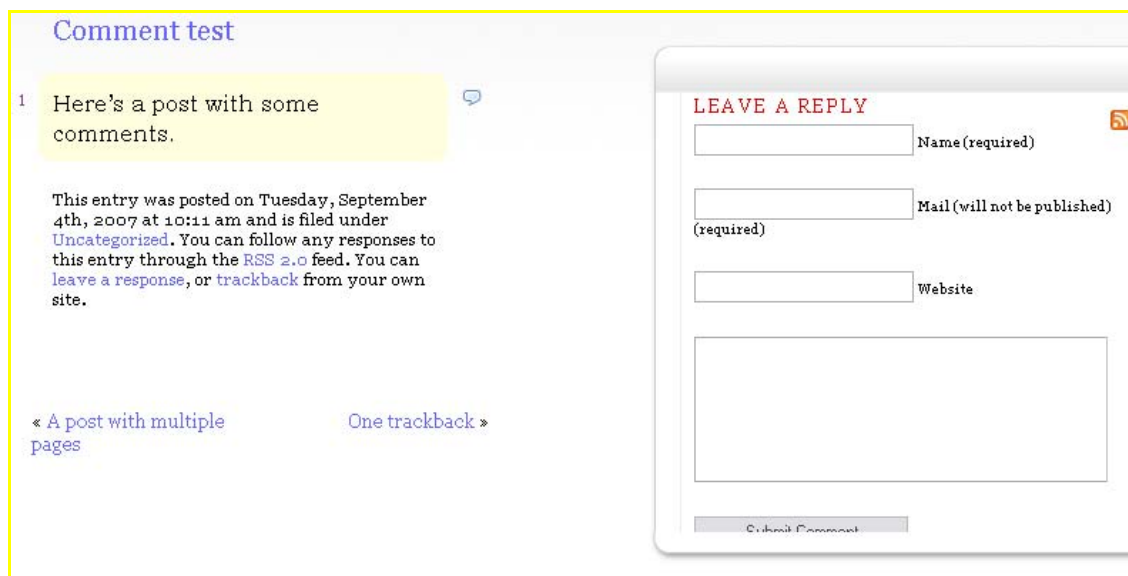 Comment test
1
Here's a post with some
comments.
This entry was posted on Tuesday, September
4th, 2007 at 10:11 am and is filed under
Uncategorized. You can follow any responses to
this entry through the RSS 2.0 feed. You can
leave a response, or trackback from your own
site.
« A post with multiple
pages
One trackback »
LEAVE A REPLY
Name (required)
Mail (will not be published)
(required)
Website
Submit Comment